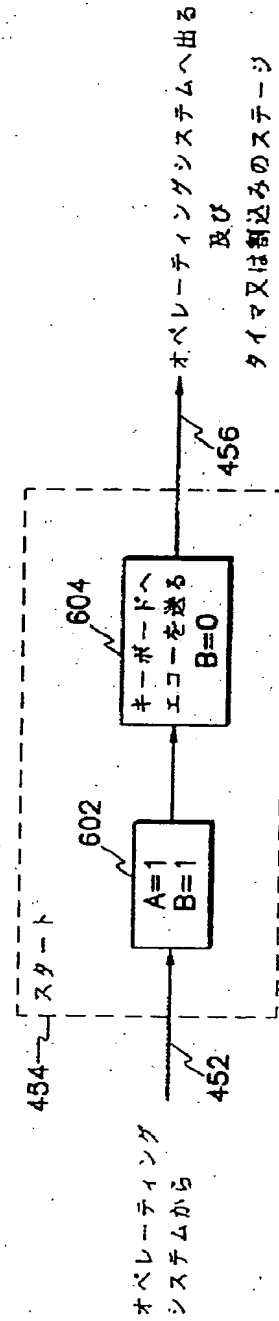 454 スタート
オペレーティング
システムから
452
602
A=1
B=1
604
キーボードへ
エコーを送る
B=0
456
オペレーティングシステムへ出る
及び
タイマ又は割込みのステージ